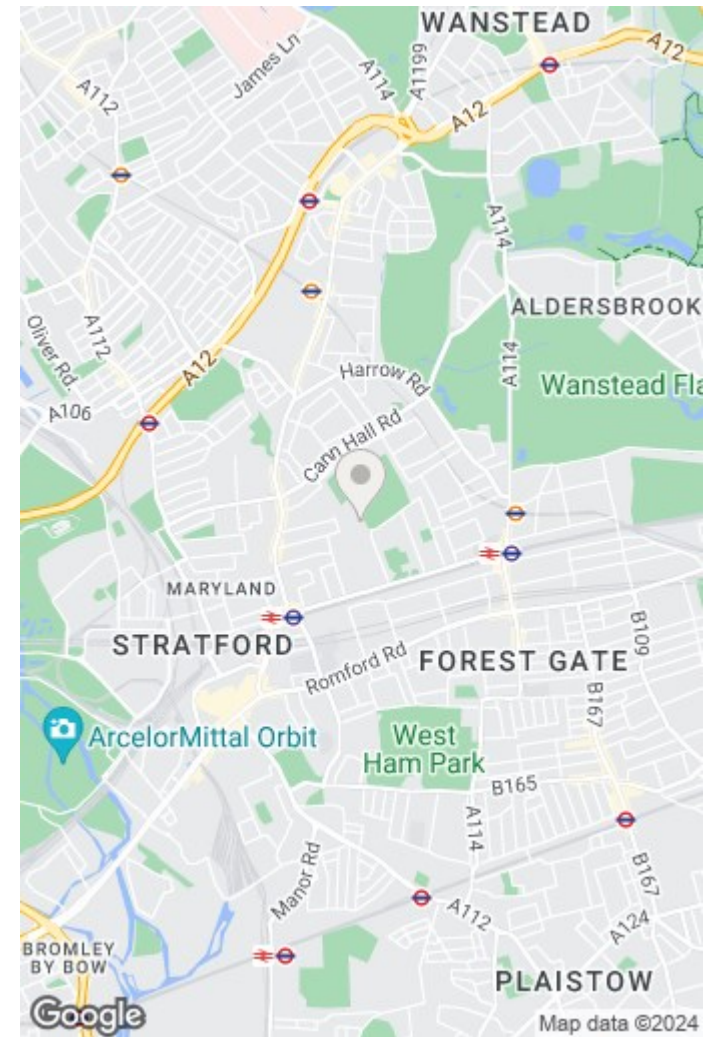 WANSTEAD
A12
James Ln
A114
A1199
A112
A12
A114
ALDERSBROOK
Oliver Rd.
A112
A12
A114
Harrow Rd
Wanstead Fla
A106
Cann Hall Rd
MARYLAND
STRATFORD
B109
FOREST GATE
Romford Rd
B167
ArcelorMittal Orbit
West
Ham Park
B165
A114
Manor Rd
B167
A112
A124
BROMLEY
BY BOW
PLAISTOW
Google
Map data ©2024